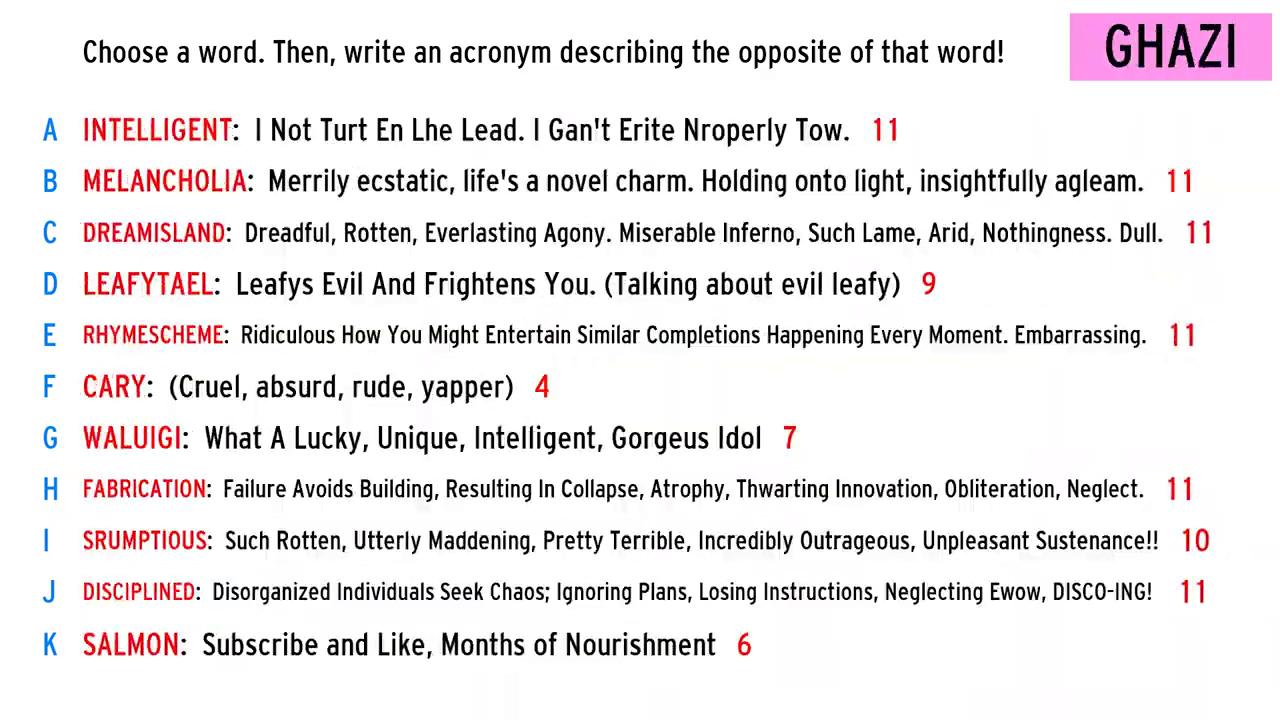 Choose a word. Then, write an acronym describing the opposite of that word!
GHAZI
A INTELLIGENT: I Not Turt En Lhe Lead. I Gan't Erite Nroperly Tow. 11
B MELANCHOLIA: Merrily ecstatic, life's a novel charm. Holding onto light, insightfully agleam. 11
C DREAMISLAND: Dreadful, Rotten, Everlasting Agony. Miserable Inferno, Such Lame, Arid, Nothingness. Dull. 11
D LEAFYTAEL: Leafys Evil And Frightens You. (Talking about evil leafy) 9
E RHYMESCHEME: Ridiculous How You Might Entertain Similar Completions Happening Every Moment. Embarrassing. 11
F CARY: (Cruel, absurd, rude, yapper) 4
G WALUIGI: What A Lucky, Unique, Intelligent, Gorgeus Idol 7
H FABRICATION: Failure Avoids Building, Resulting In Collapse, Atrophy, Thwarting Innovation, Obliteration, Neglect. 11
I SRUMPTIOUS: Such Rotten, Utterly Maddening, Pretty Terrible, Incredibly Outrageous, Unpleasant Sustenance!! 10
J DISCIPLINED: Disorganized Individuals Seek Chaos; Ignoring Plans, Losing Instructions, Neglecting Ewow, DISCO-ING! 11
K SALMON: Subscribe and Like, Months of Nourishment 6